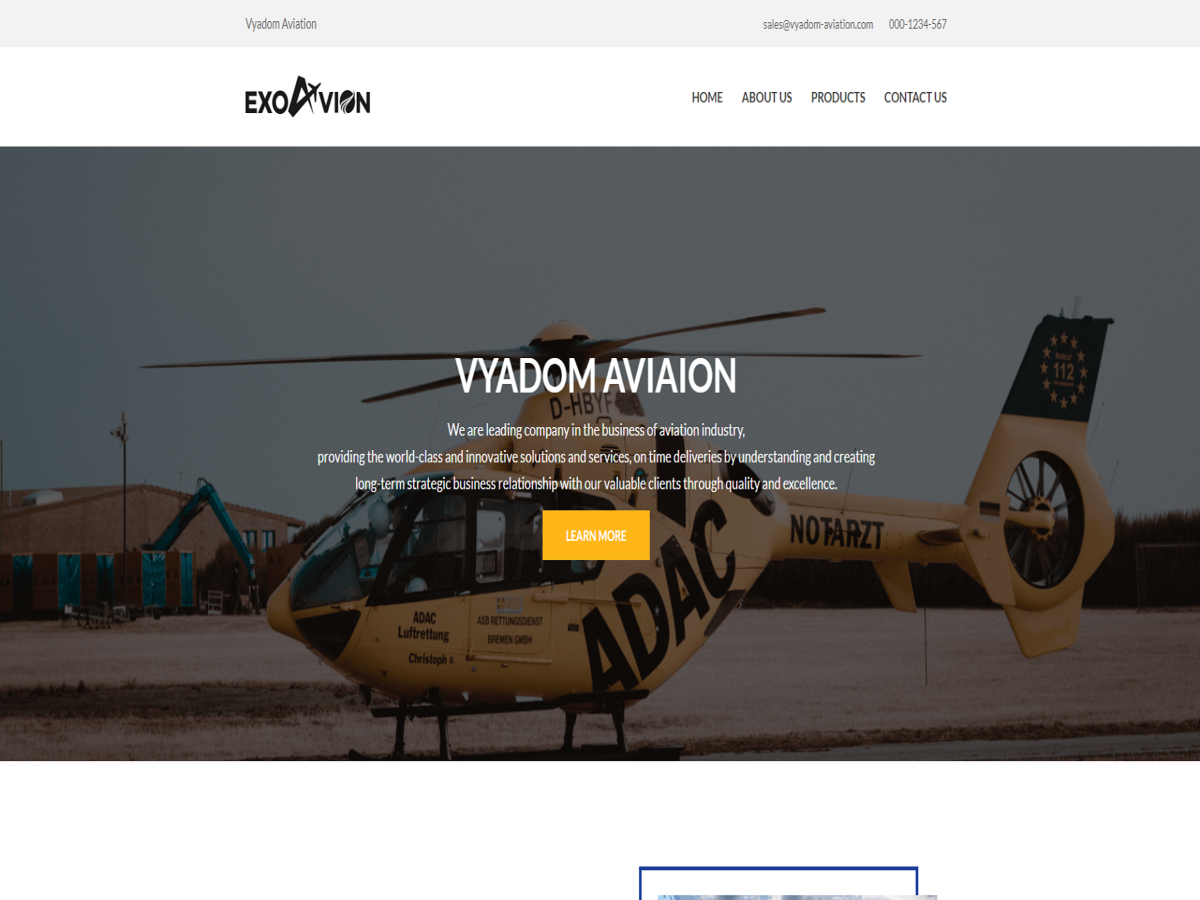 Vyadom Aviation
sales@vyadom-aviation.com 000-1234-567
EXOAVION
HOME ABOUT US PRODUCTS CONTACT US
Notruf
112
VYADOM AVIAION
D-HBYF
We are leading company in the business of aviation industry,
providing the world-class and innovative solutions and services, on time deliveries by understanding and creating
long-term strategic business relationship with our valuable clients through quality and excellence.
LEARN MORE
NOTARZT
ADAC
ADAC
Luftrettung
Christoph 6
ASB RETTUNGSDIENST
BREMEN GMBH